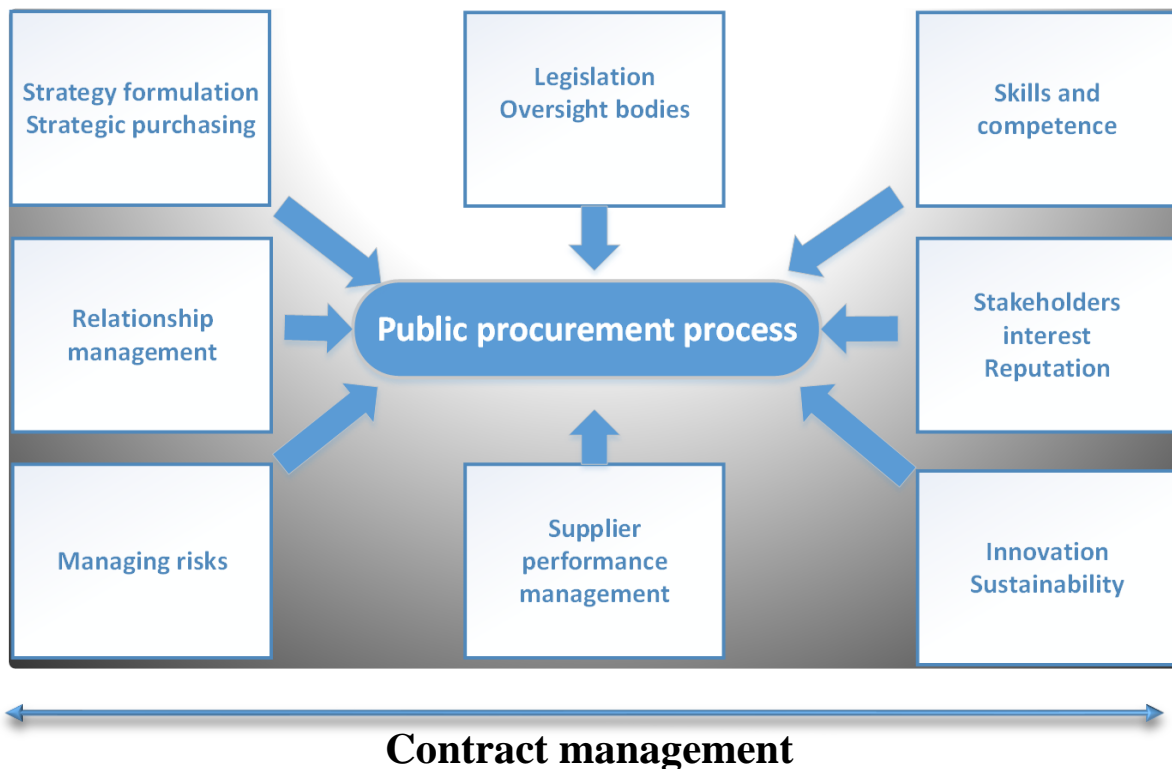 Strategy formulation
Strategic purchasing
Legislation
Oversight bodies
Skills and
competence
Relationship
management
Public procurement process
Stakeholders
interest
Reputation
Managing risks
Supplier
performance
management
Innovation
Sustainability
Contract management